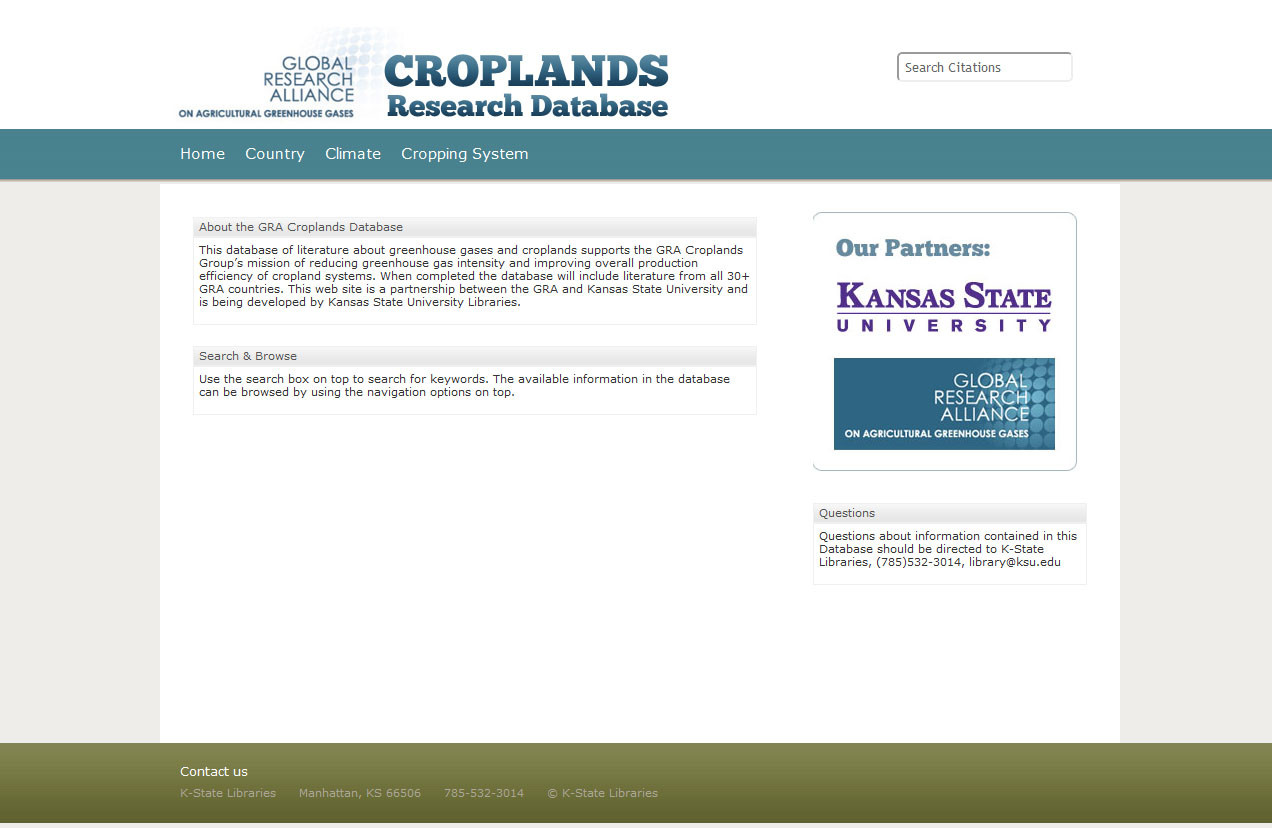 GLOBAL
RESEARCH
ALLIANCE
ON AGRICULTURAL GREENHOUSE GASES
CROPLANDS
Research Database
Search Citations
Home Country Climate Cropping System
About the GRA Croplands Database
This database of literature about greenhouse gases and croplands supports the GRA Croplands
Group’s mission of reducing greenhouse gas intensity and improving overall production
efficiency of cropland systems. When completed the database will include literature from all 30+
GRA countries. This web site is a partnership between the GRA and Kansas State University and
is being developed by Kansas State University Libraries.
Search & Browse
Use the search box on top to search for keywords. The available information in the database
can be browsed by using the navigation options on top.
Our Partners:
KANSAS STATE
UNIVERSITY
GLOBAL
RESEARCH
ALLIANCE
ON AGRICULTURAL GREENHOUSE GASES
Questions
Questions about information contained in this
Database should be directed to K-State
Libraries, (785)532-3014, library@ksu.edu
Contact us
K-State Libraries Manhattan, KS 66506 785-532-3014 © K-State Libraries